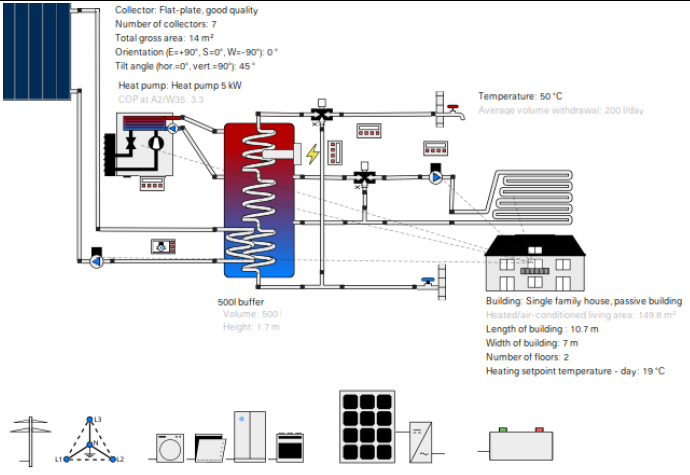 Collector: Flat-plate, good quality
Number of collectors: 7
Total gross area: 14 m²
Orientation (E=+90°, S=0°, W=-90°): 0 °
Tilt angle (hor.=0°, vert.=90°): 45 °
Heat pump: Heat pump 5 kW
COP at A2/W35: 3.3
Temperature: 50 °C
Average volume withdrawal: 200 l/day
500l buffer
Volume: 500 l
Height: 1.7 m
Building: Single family house, passive building
Heated/air-conditioned living area: 149.8 m²
Length of building : 10.7 m
Width of building: 7 m
Number of floors: 2
Heating setpoint temperature - day: 19 °C
L3
N
L1
L2